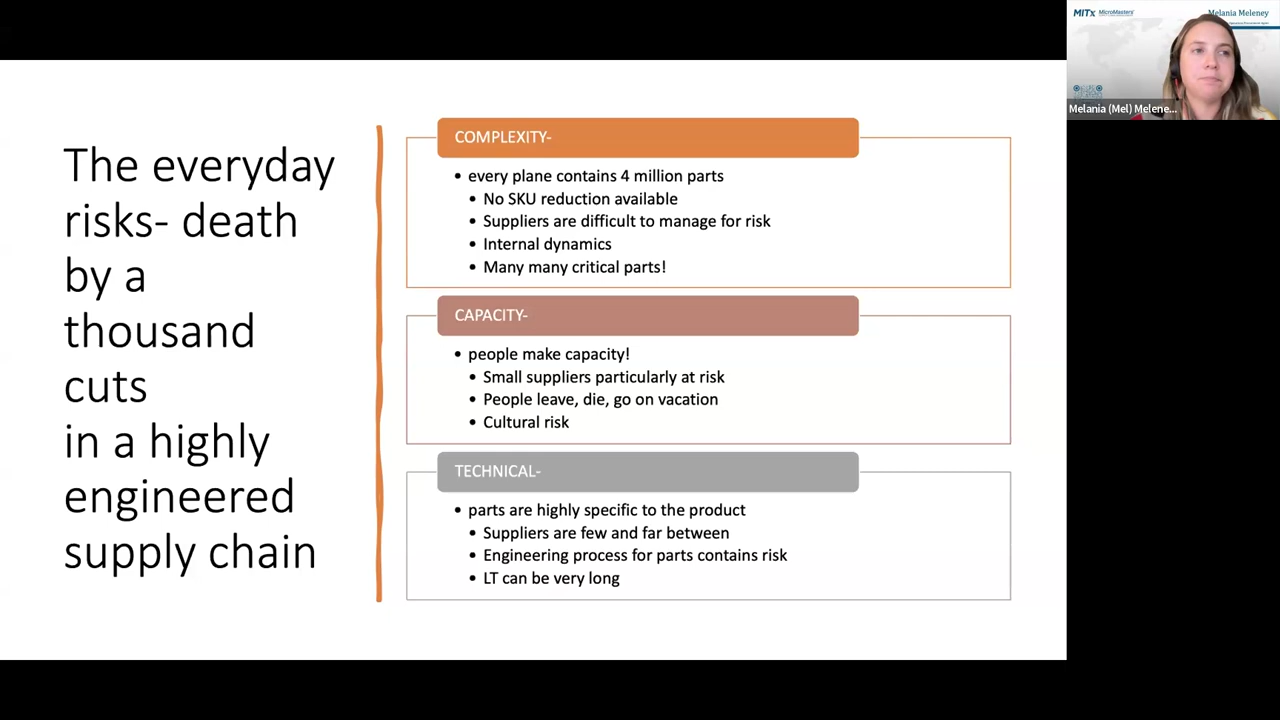 The everyday
risks- death
by a
thousand
cuts
in a highly
engineered
supply chain
COMPLEXITY-
• every plane contains 4 million parts
• No SKU reduction available
• Suppliers are difficult to manage for risk
• Internal dynamics
• Many many critical parts!
CAPACITY-
• people make capacity!
• Small suppliers particularly at risk
• People leave, die, go on vacation
• Cultural risk
TECHNICAL-
• parts are highly specific to the product
• Suppliers are few and far between
• Engineering process for parts contains risk
• LT can be very long
MITx MicroMasters
Melania Meleney
Melania (Mel) Melene...